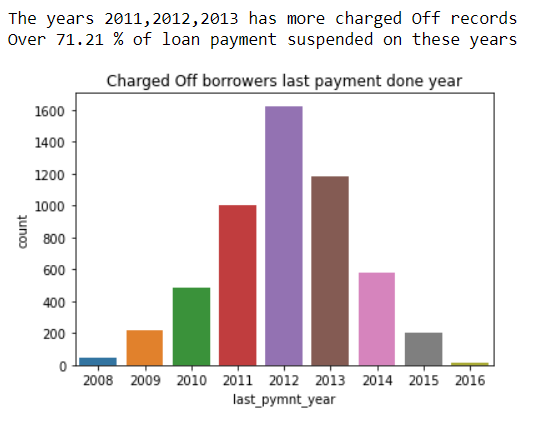 The years 2011,2012,2013 has more charged Off records
Over 71.21 % of loan payment suspended on these years
Charged Off borrowers last payment done year
1600
1400
1200
1000
800
600
400
200
0
count
2008 2009 2010 2011 2012 2013 2014 2015 2016
last_pymnt_year